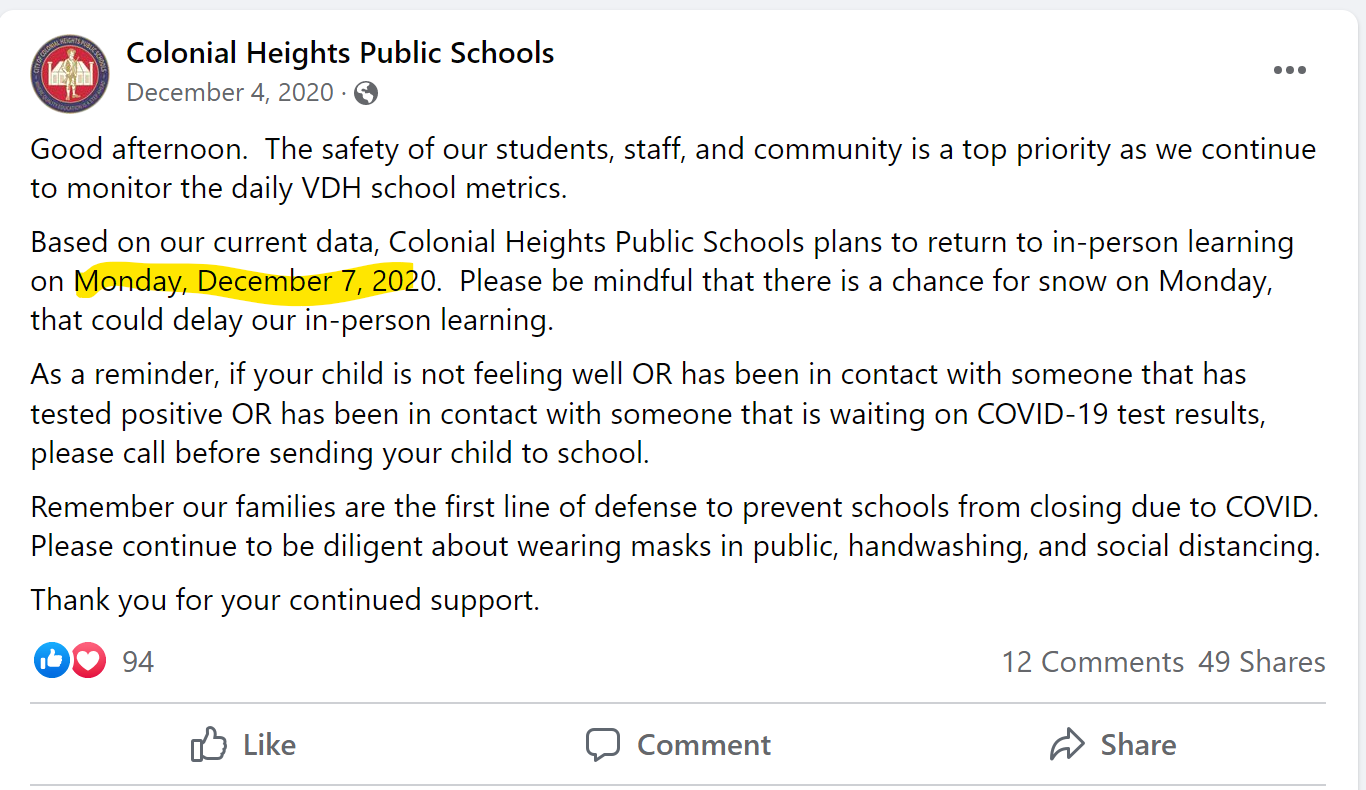 Colonial Heights Public Schools
December 4, 2020 ·
Good afternoon.  The safety of our students, staff, and community is a top priority as we continue
to monitor the daily VDH school metrics.
Based on our current data, Colonial Heights Public Schools plans to return to in-person learning
on Monday, December 7, 2020.  Please be mindful that there is a chance for snow on Monday,
that could delay our in-person learning.
As a reminder, if your child is not feeling well OR has been in contact with someone that has
tested positive OR has been in contact with someone that is waiting on COVID-19 test results,
please call before sending your child to school.
Remember our families are the first line of defense to prevent schools from closing due to COVID.
Please continue to be diligent about wearing masks in public, handwashing, and social distancing.
Thank you for your continued support.
94 12 Comments 49 Shares
Like Comment Share